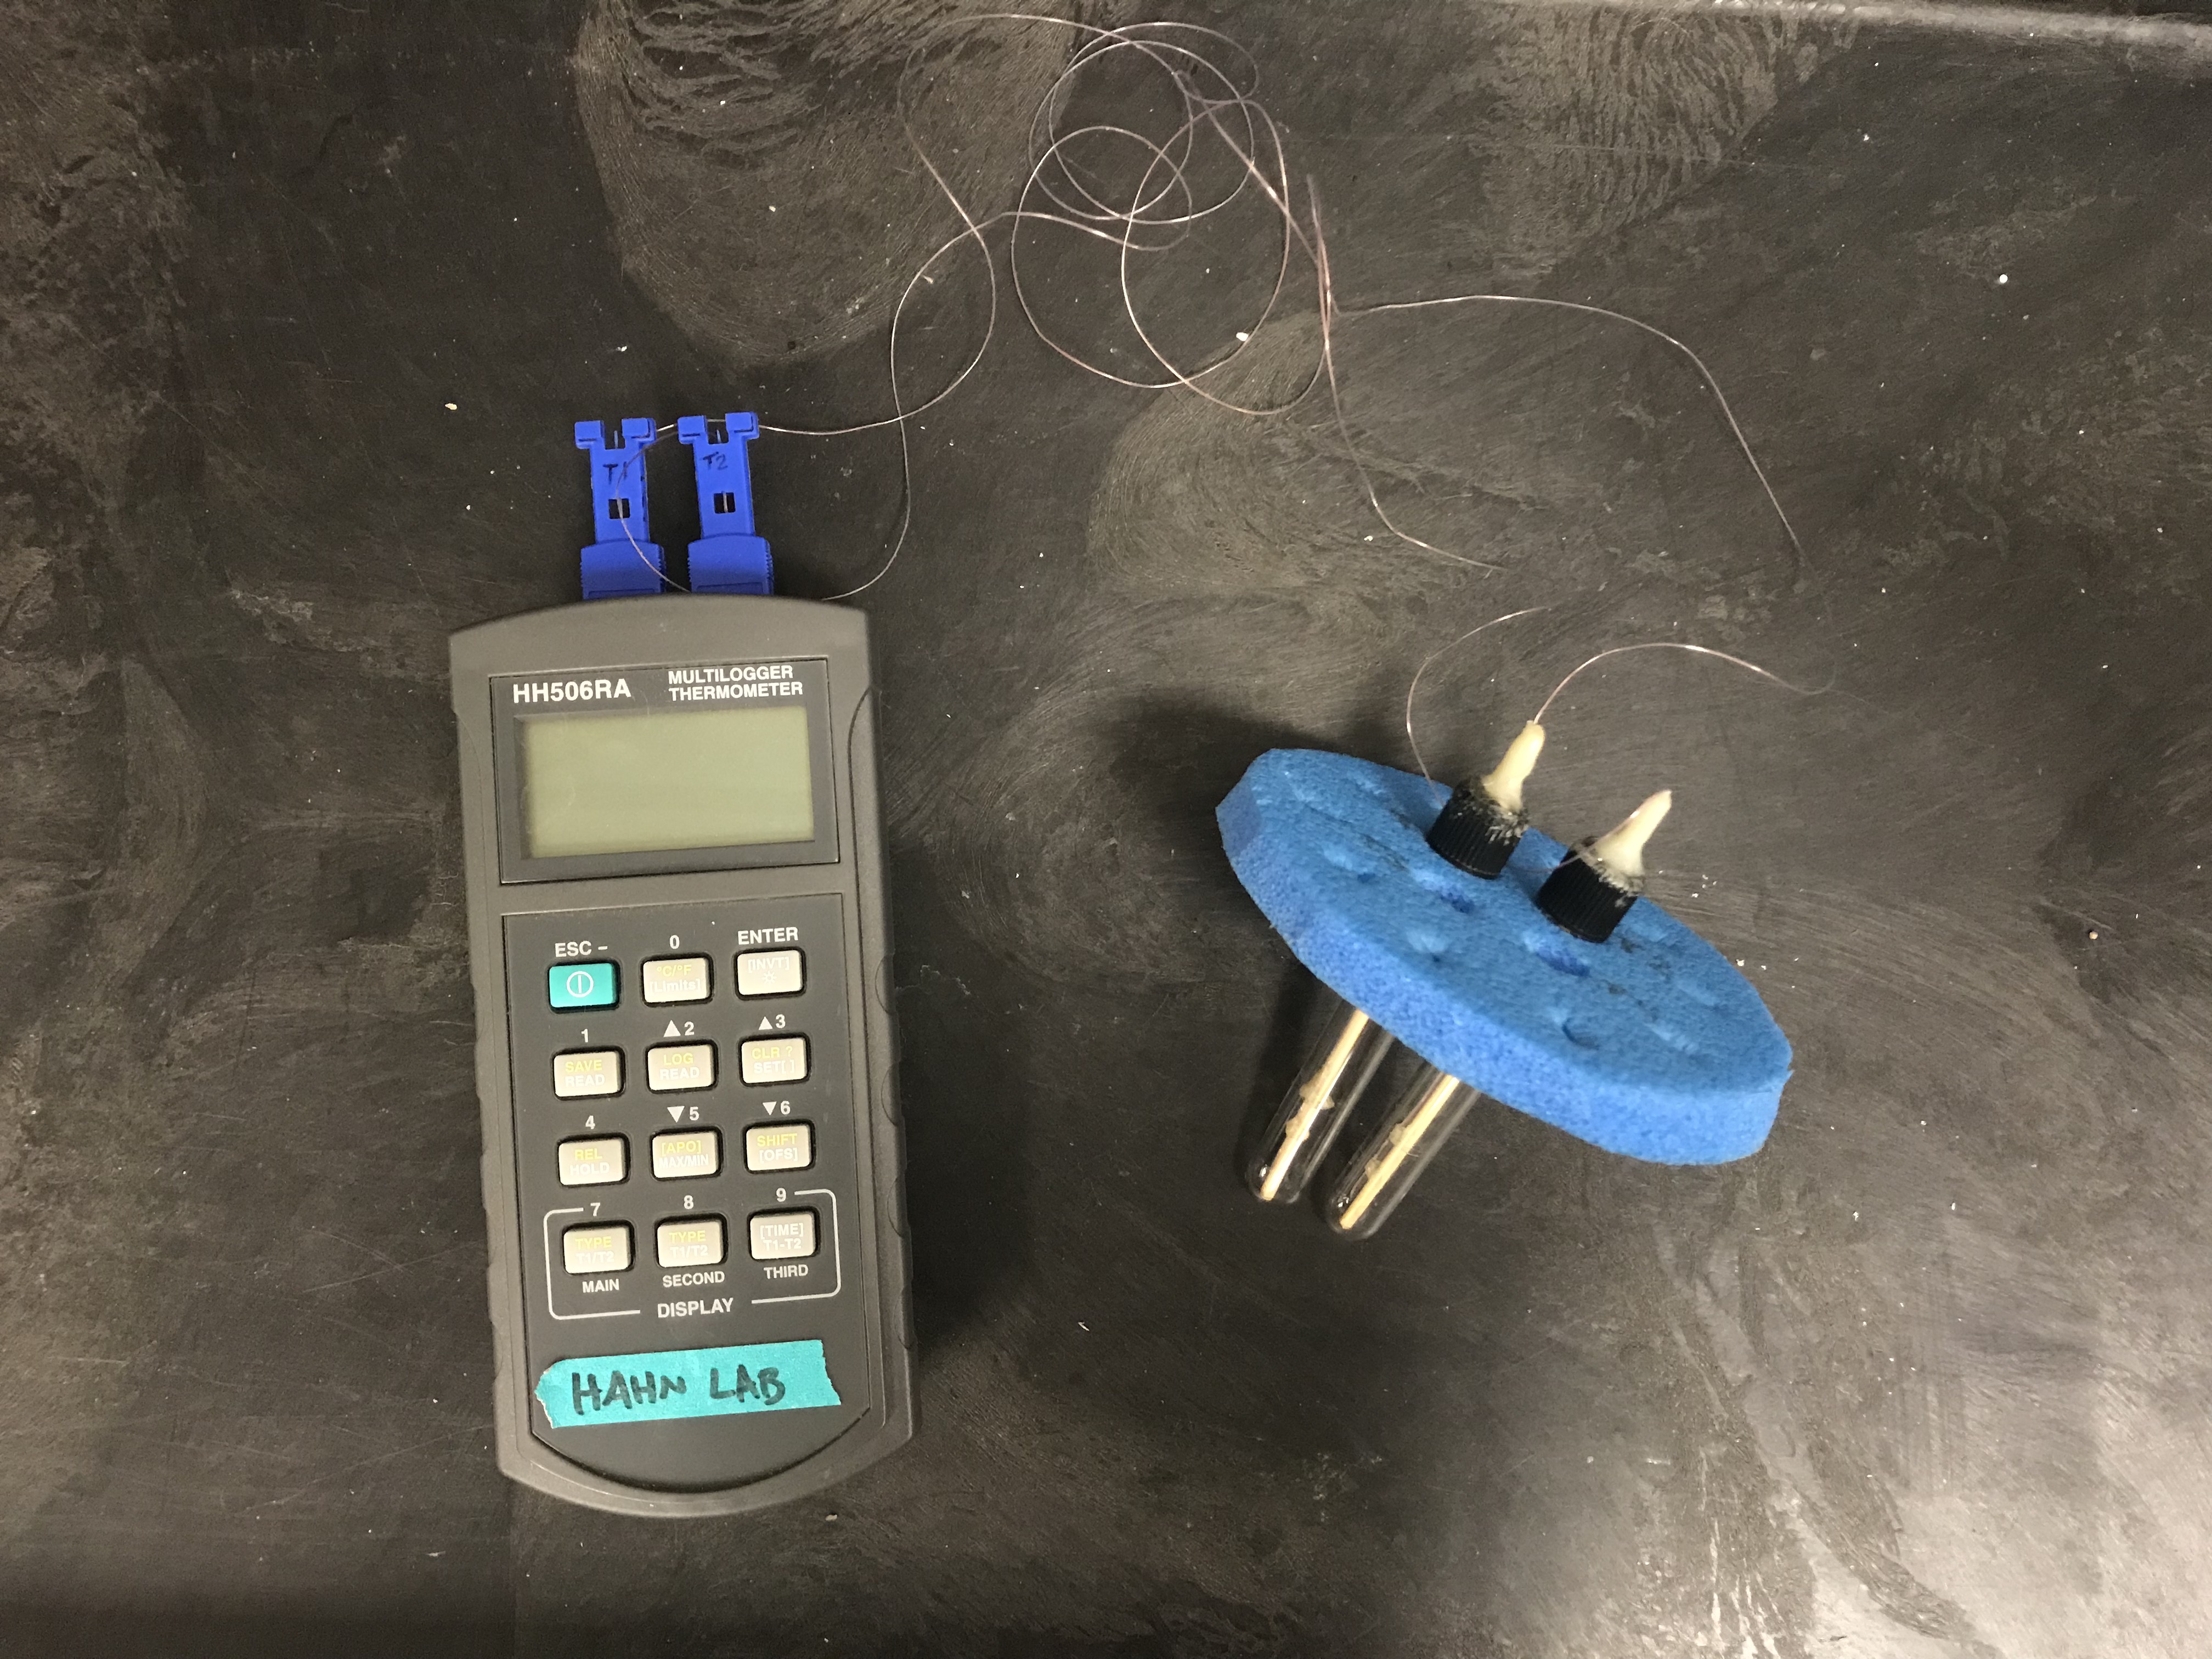 HH506RA
MULTILOGGER
THERMOMETER
ESC –
0
ENTER
°C/°F
[Limits]
[INVT]
1
▲2
▲3
SAVE
READ
LOG
READ
CLR ?
SET(↓)
4
▼5
▼6
REL
HOLD
[APO]
MAX/MIN
SHIFT
[OFS]
7
8
9
TYPE
T1/T2
TYPE
T1/T2
[TIME]
T1-T2
MAIN
SECOND
THIRD
DISPLAY
HAHN LAB
T1
T2